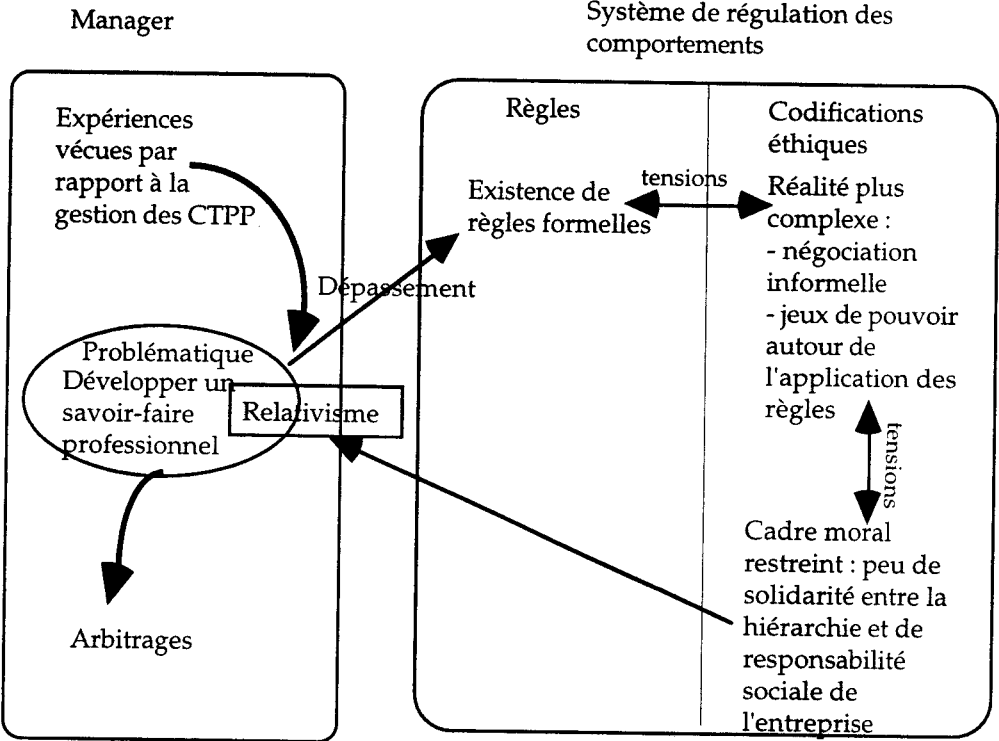 Manager
Système de régulation des
comportements
Expériences
vécues par
rapport à la
gestion des CTPP
Dépassement
Problématique
Développer un
savoir-faire
professionnel
Relativisme
Arbitrages
Règles
Existence de
règles formelles
tensions
Codifications
éthiques
Réalité plus
complexe :
- négociation
informelle
- jeux de pouvoir
autour de
l'application des
règles
tensions
Cadre moral
restreint : peu de
solidarité entre la
hiérarchie et de
responsabilité
sociale de
l'entreprise